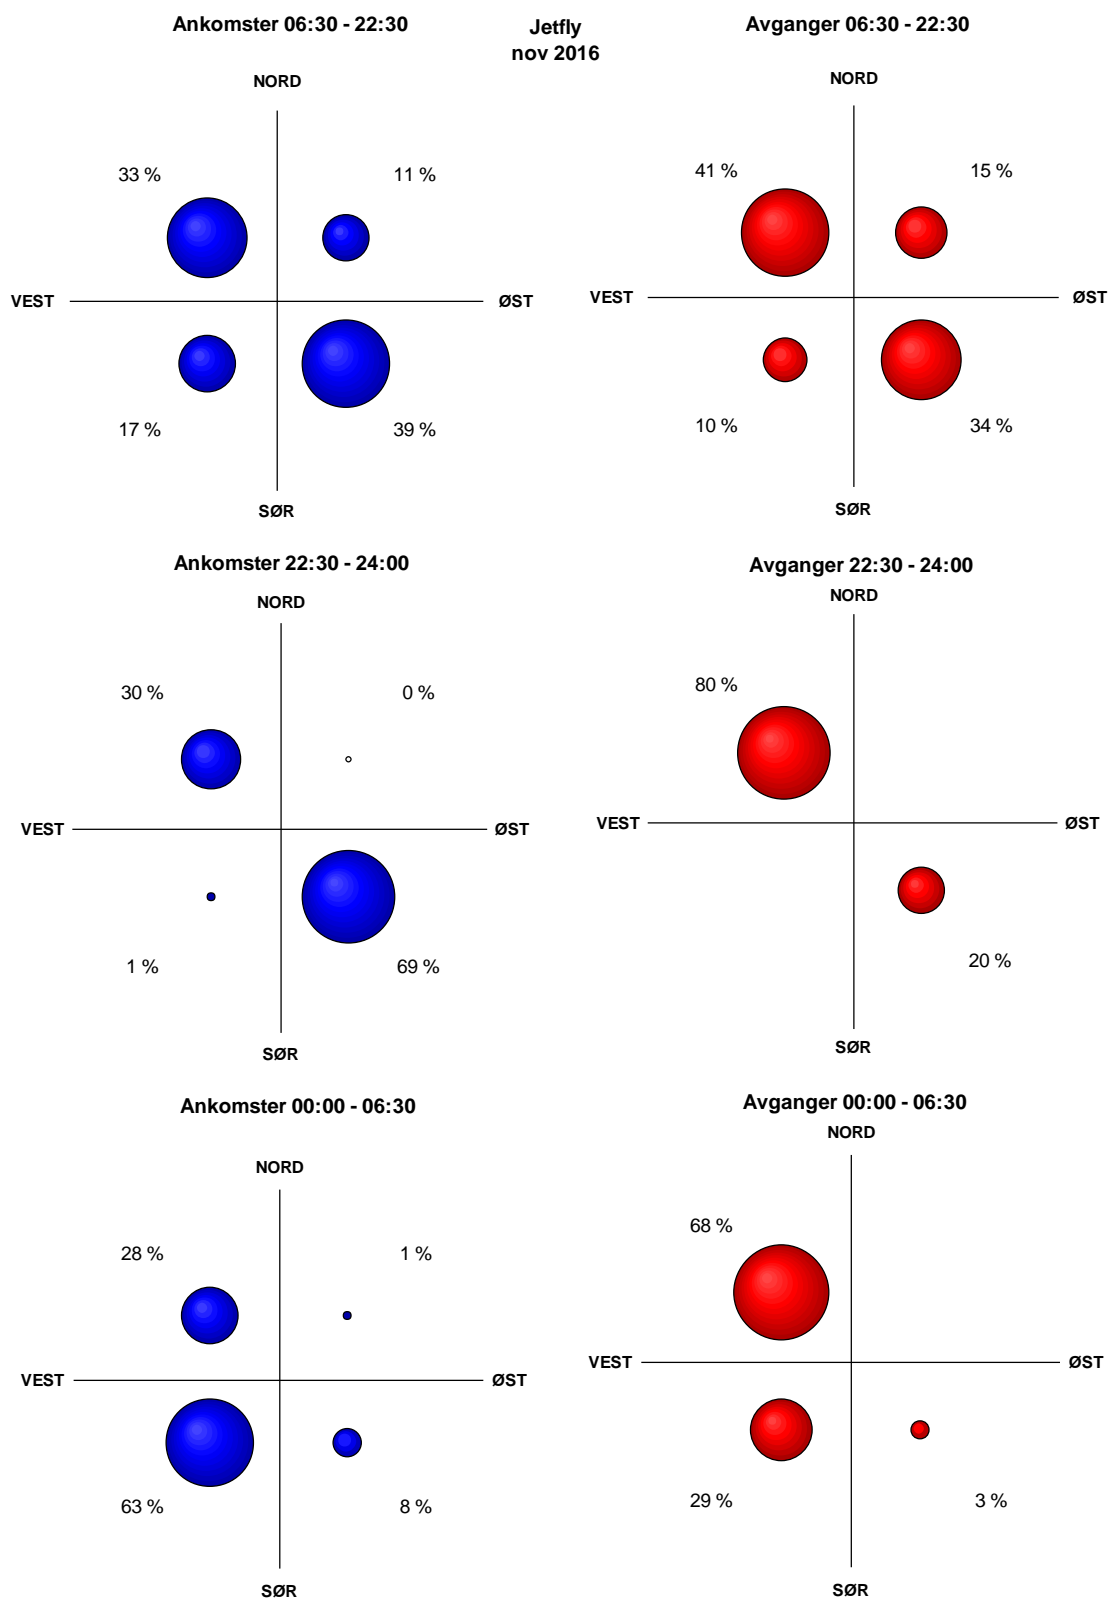 Ankomster 06:30 - 22:30
Jetfly
nov 2016
Avganger 06:30 - 22:30
NORD
33 %
11 %
VEST
ØST
17 %
39 %
SØR
NORD
41 %
15 %
VEST
ØST
10 %
34 %
SØR
Ankomster 22:30 - 24:00
NORD
30 %
0 %
VEST
ØST
1 %
69 %
SØR
Avganger 22:30 - 24:00
NORD
80 %
VEST
ØST
20 %
SØR
Ankomster 00:00 - 06:30
NORD
28 %
1 %
VEST
ØST
63 %
8 %
SØR
Avganger 00:00 - 06:30
NORD
68 %
VEST
ØST
29 %
3 %
SØR